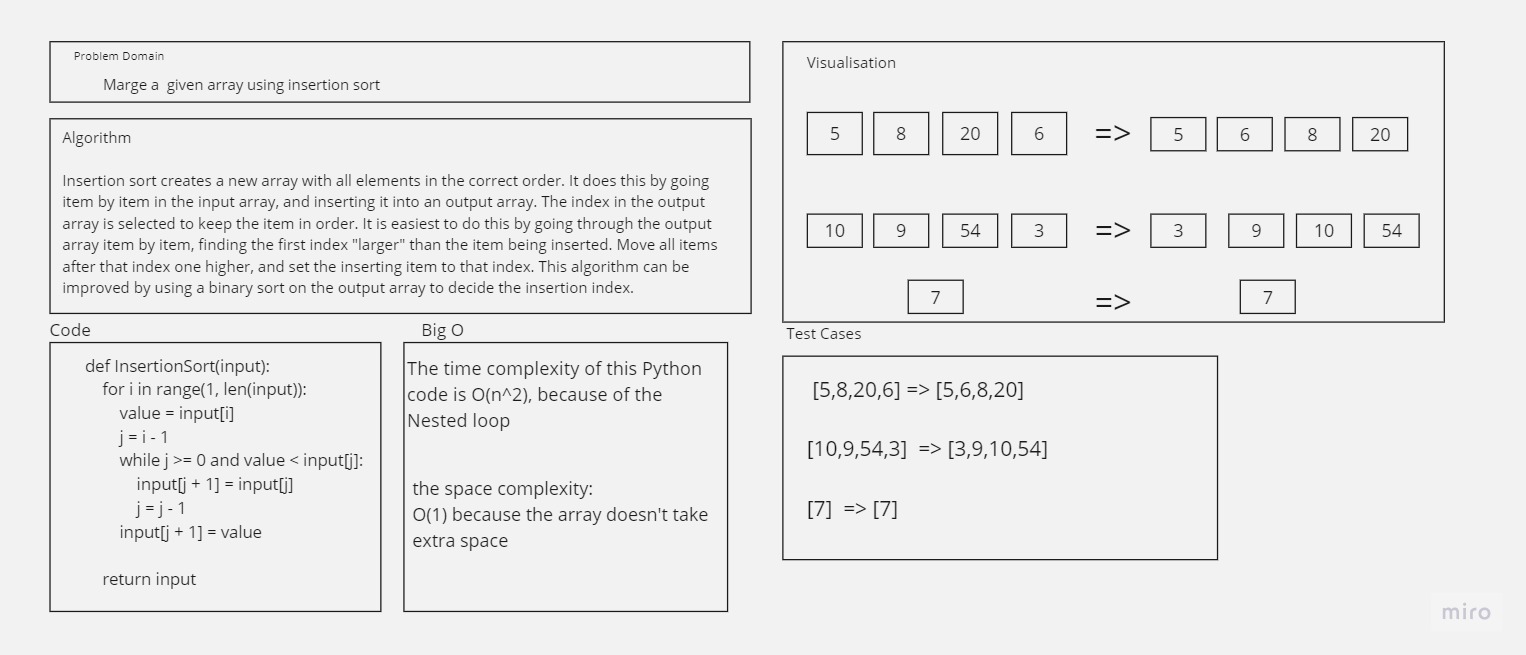 Problem Domain
Marge a  given array using insertion sort
Algorithm
Insertion sort creates a new array with all elements in the correct order. It does this by going
item by item in the input array, and inserting it into an output array. The index in the output
array is selected to keep the item in order. It is easiest to do this by going through the output
array item by item, finding the first index "larger" than the item being inserted. Move all items
after that index one higher, and set the inserting item to that index. This algorithm can be
improved by using a binary sort on the output array to decide the insertion index.
Code
def InsertionSort(input):
for i in range(1, len(input)):
value = input[i]
j = i - 1
while j >= 0 and value < input[j]:
input[j + 1] = input[j]
j = j - 1
input[j + 1] = value
return input
Big O
The time complexity of this Python
code is O(n^2), because of the
Nested loop
the space complexity:
O(1) because the array doesn't take
extra space
Visualisation
5 8 20 6 => 5 6 8 20
10 9 54 3 => 3 9 10 54
7 => 7
Test Cases
[5,8,20,6] => [5,6,8,20]
[10,9,54,3]  => [3,9,10,54]
[7]  => [7]
miro